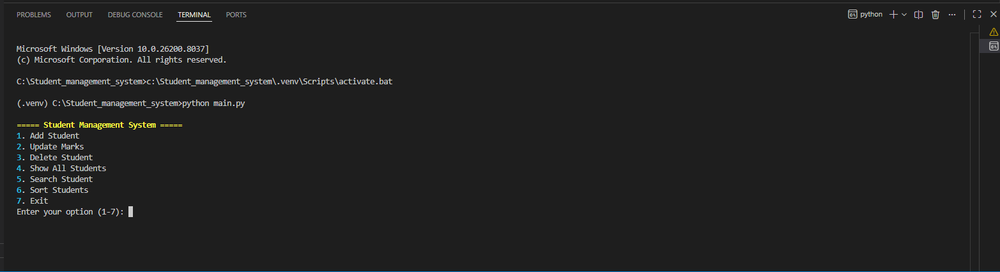 PROBLEMS OUTPUT DEBUG CONSOLE TERMINAL PORTS python
Microsoft Windows [Version 10.0.26200.8037]
(c) Microsoft Corporation. All rights reserved.
C:\Student_management_system>c:\Student_management_system\.venv\Scripts\activate.bat
(.venv) C:\Student_management_system>python main.py
===== Student Management System =====
1. Add Student
2. Update Marks
3. Delete Student
4. Show All Students
5. Search Student
6. Sort Students
7. Exit
Enter your option (1-7):